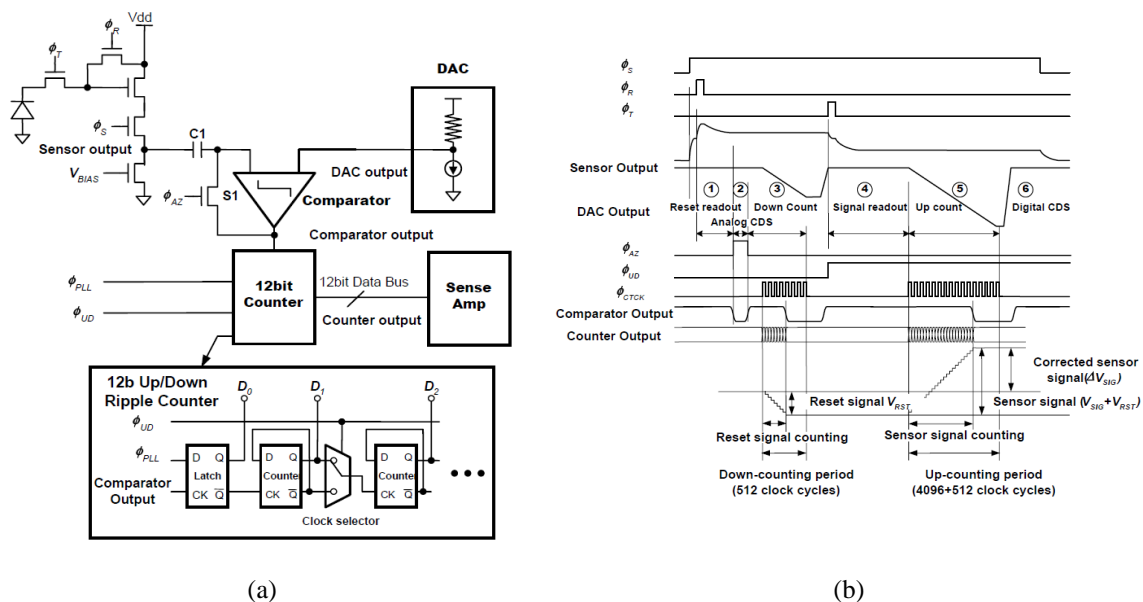 Vdd
ϕR
ϕT
DAC
ϕS
C1
Sensor output
DAC output
VBIAS
ϕAZ
S1
Comparator
Comparator output
ϕPLL
12bit Counter
12bit Data Bus
Sense Amp
ϕUD
Counter output
12b Up/Down Ripple Counter
D0
D1
D2
ϕUD
ϕPLL
D Q
D Q
D Q
Latch
Counter
Counter
Comparator Output
CK Q̅
CK Q̅
CK Q̅
Clock selector
(a)
ϕS
ϕR
ϕT
Sensor Output
1 2 3 4 5 6
DAC Output
Reset readout
Down Count
Signal readout
Up count
Digital CDS
Analog CDS
ϕAZ
ϕUD
ϕCTCK
Comparator Output
Counter Output
Corrected sensor signal(ΔVSIG)
Reset signal VRST
Sensor signal (VSIG+VRST)
Reset signal counting
Sensor signal counting
Down-counting period
(512 clock cycles)
Up-counting period
(4096+512 clock cycles)
(b)